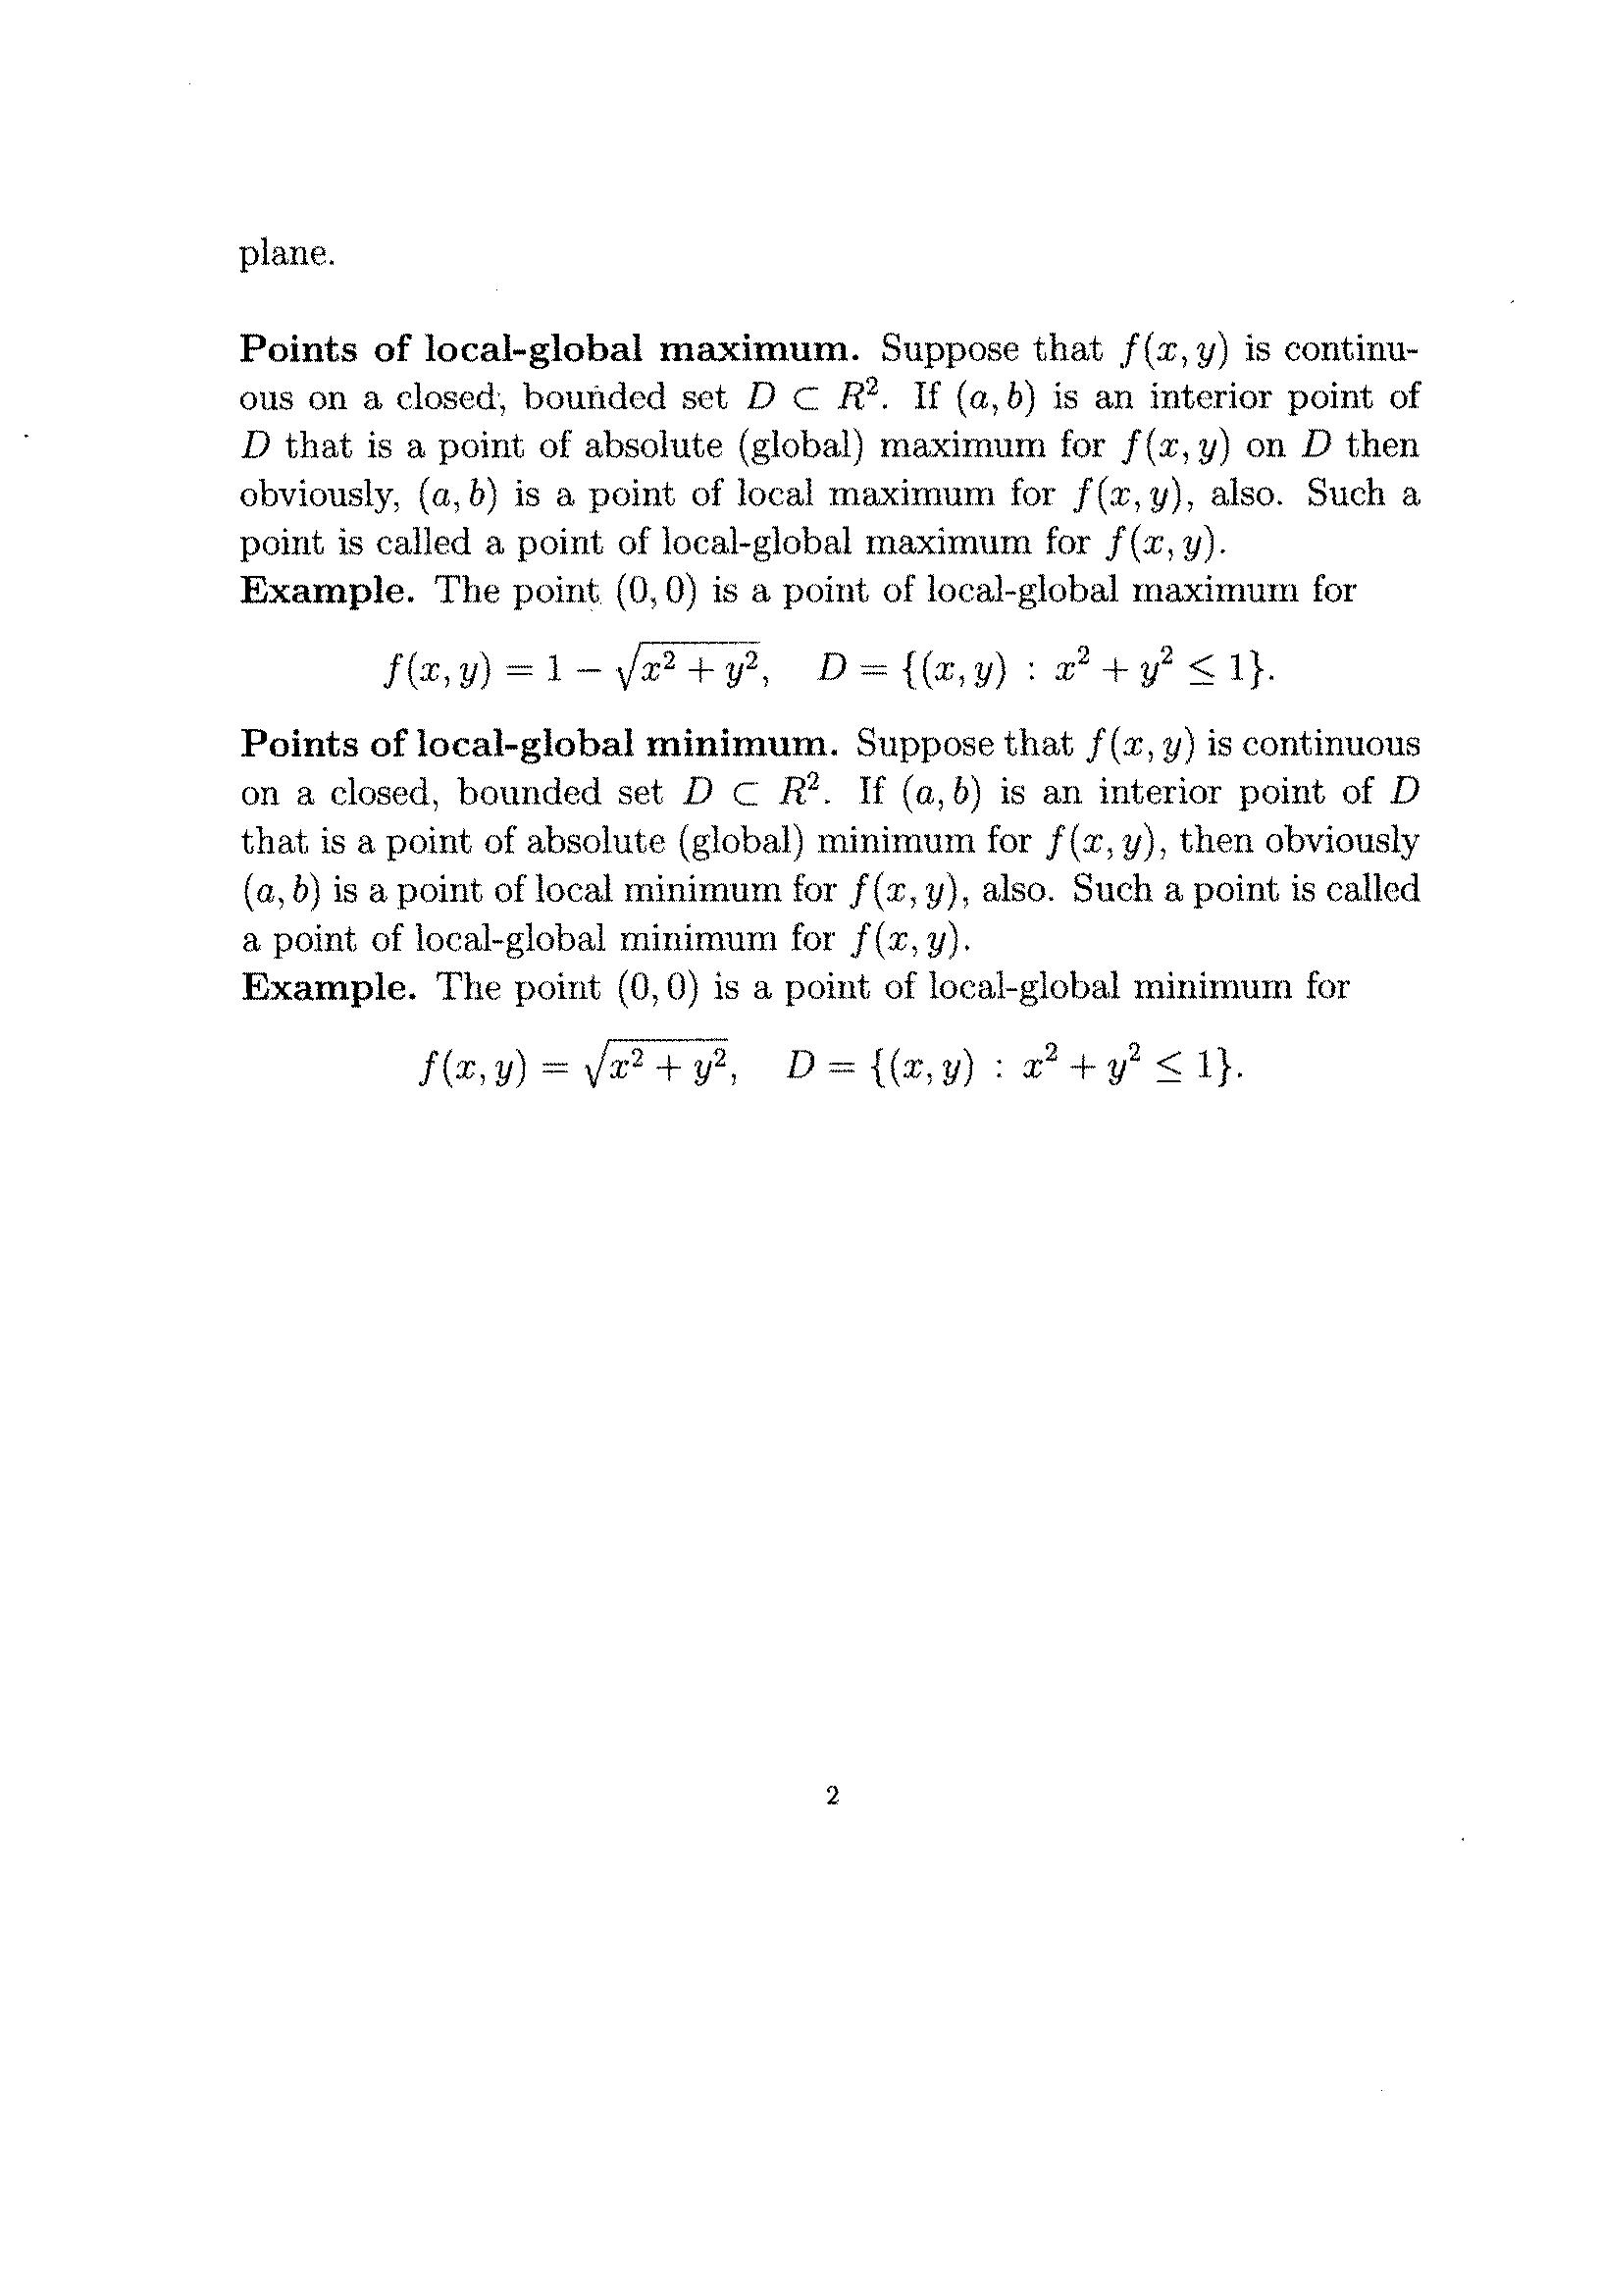 plane.
Points of local-global maximum. Suppose that f(x, y) is continu-
ous on a closed, bounded set D ⊂ R². If (a, b) is an interior point of
D that is a point of absolute (global) maximum for f(x, y) on D then
obviously, (a, b) is a point of local maximum for f(x, y), also. Such a
point is called a point of local-global maximum for f(x, y).
Example. The point (0, 0) is a point of local-global maximum for
f(x, y) = 1 − √(x² + y²), D = {(x, y) : x² + y² ≤ 1}.
Points of local-global minimum. Suppose that f(x, y) is continuous
on a closed, bounded set D ⊂ R². If (a, b) is an interior point of D
that is a point of absolute (global) minimum for f(x, y), then obviously
(a, b) is a point of local minimum for f(x, y), also. Such a point is called
a point of local-global minimum for f(x, y).
Example. The point (0, 0) is a point of local-global minimum for
f(x, y) = √(x² + y²), D = {(x, y) : x² + y² ≤ 1}.
2